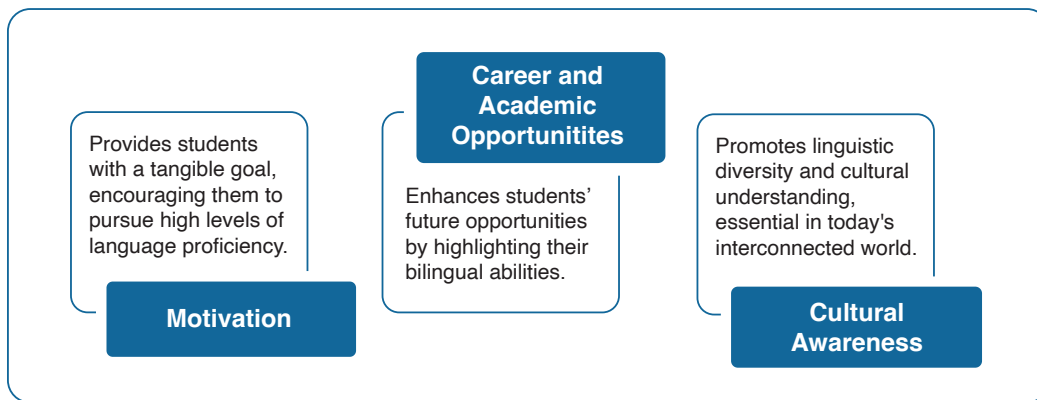 Provides students
with a tangible goal,
encouraging them to
pursue high levels of
language proficiency.
Motivation
Career and
Academic
Opportunitites
Enhances students’
future opportunities
by highlighting their
bilingual abilities.
Promotes linguistic
diversity and cultural
understanding,
essential in today's
interconnected world.
Cultural
Awareness